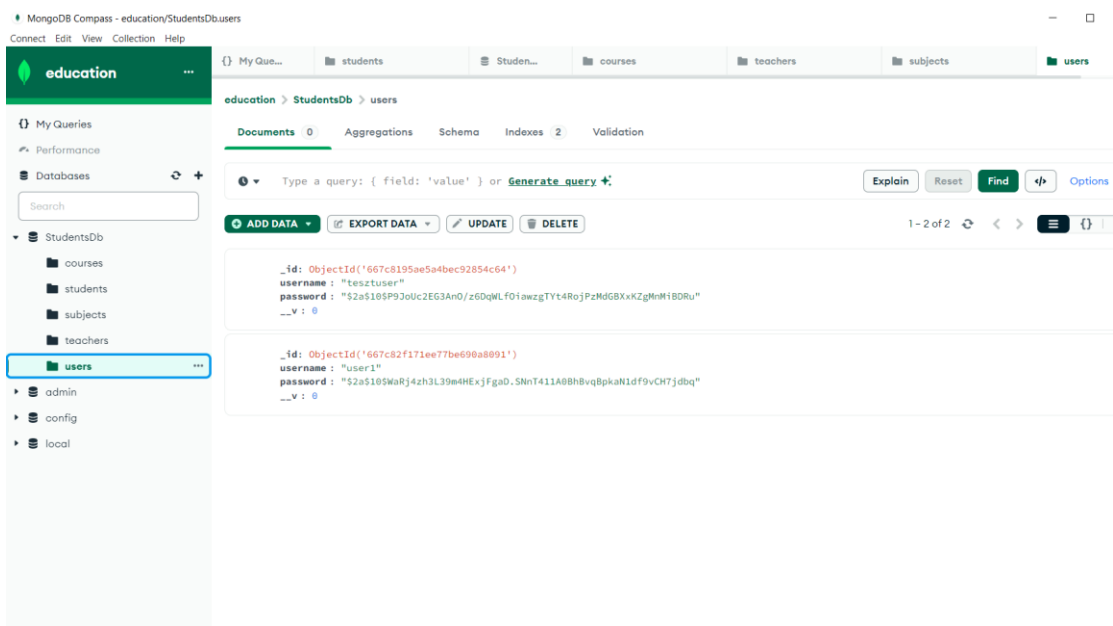 MongoDB Compass - education/StudentsDb.users
Connect Edit View Collection Help
education
{} My Que...
students
Studen...
courses
teachers
subjects
users
education > StudentsDb > users
{} My Queries
Performance
Databases
Search
StudentsDb
courses
students
subjects
teachers
users
admin
config
local
Documents 0 Aggregations Schema Indexes 2 Validation
Type a query: { field: 'value' } or Generate query
Explain Reset Find </> Options
ADD DATA EXPORT DATA UPDATE DELETE
1 – 2 of 2
{}
_id: ObjectId('667c8195ae5a4bec92854c64')
username : "tesztuser"
password : "$2a$10$P9JoUc2EG3AnO/z6DqWLfOiawzgTYt4RojPzMdGBXxKZgMnMiBDRu"
__v : 0
_id: ObjectId('667c82f171ee77be690a8091')
username : "user1"
password : "$2a$10$WaRj4zh3L39m4HExjFgaD.SNnT411A0BhBvqBpkaN1df9vCH7jdbq"
__v : 0